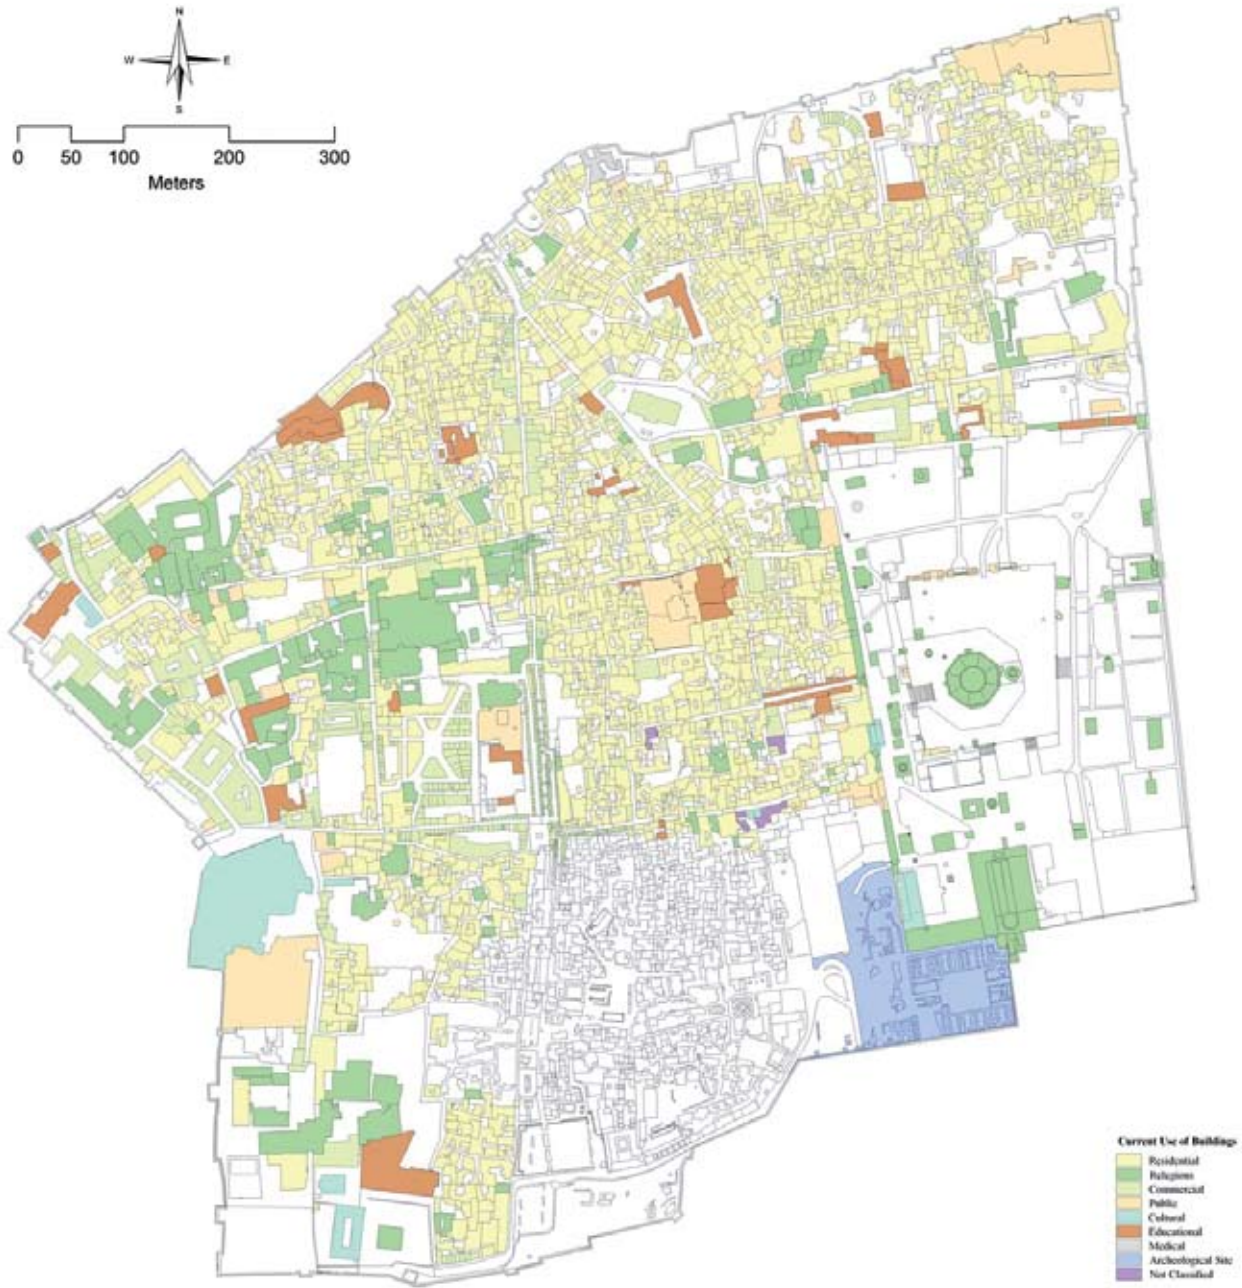 N
W E
S
0 50 100 200 300
Meters
Current Use of Buildings
Residential
Religious
Commercial
Public
Cultural
Educational
Medical
Archeological Site
Not Classified